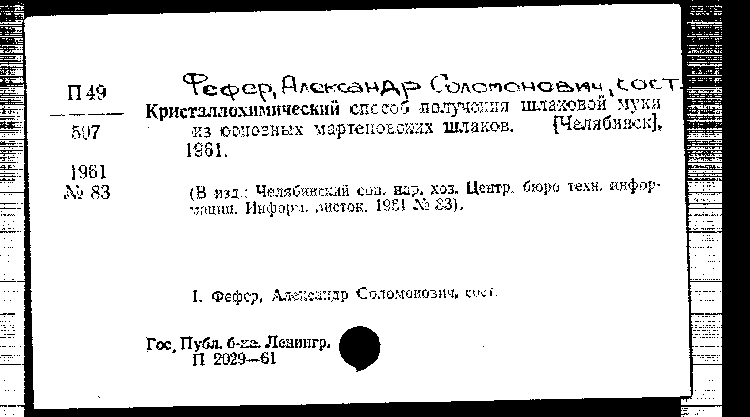 Фефер, Александр Соломонович, сост.
П 49
507
1961
№ 83
Кристаллохимический способ получения шлаковой муки
из основных мартеновских шлаков. [Челябинск],
1961.
(В изд.: Челябинский сов. нар. хоз. Центр. бюро техн. инфор-
мации. Информ. листок. 1961 № 83).
I. Фефер, Александр Соломонович, сост.
Гос. Публ. б-ка. Ленингр.
П 2029—61